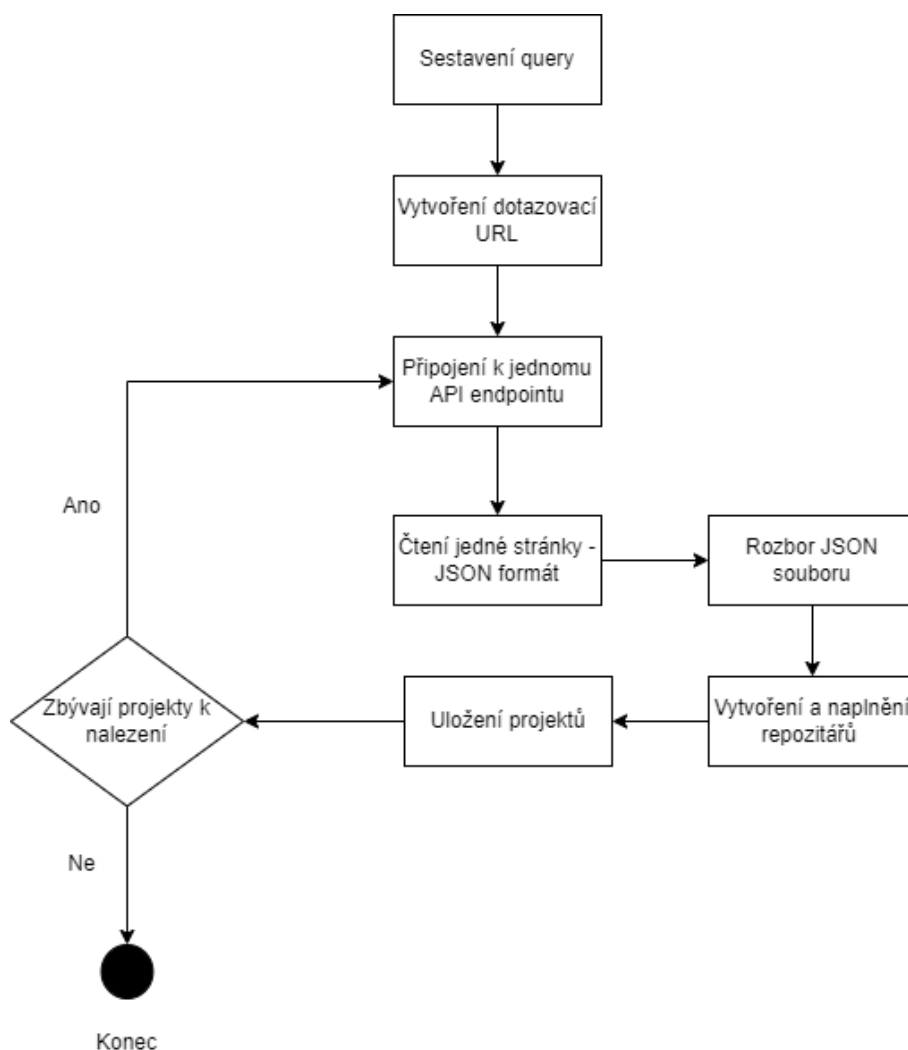 Sestavení query
Vytvoření dotazovací
URL
Připojení k jednomu
API endpointu
Ano
Čtení jedné stránky -
JSON formát
Rozbor JSON
souboru
Zbývají projekty k
nalezení
Uložení projektů
Vytvoření a naplnění
repozitářů
Ne
Konec